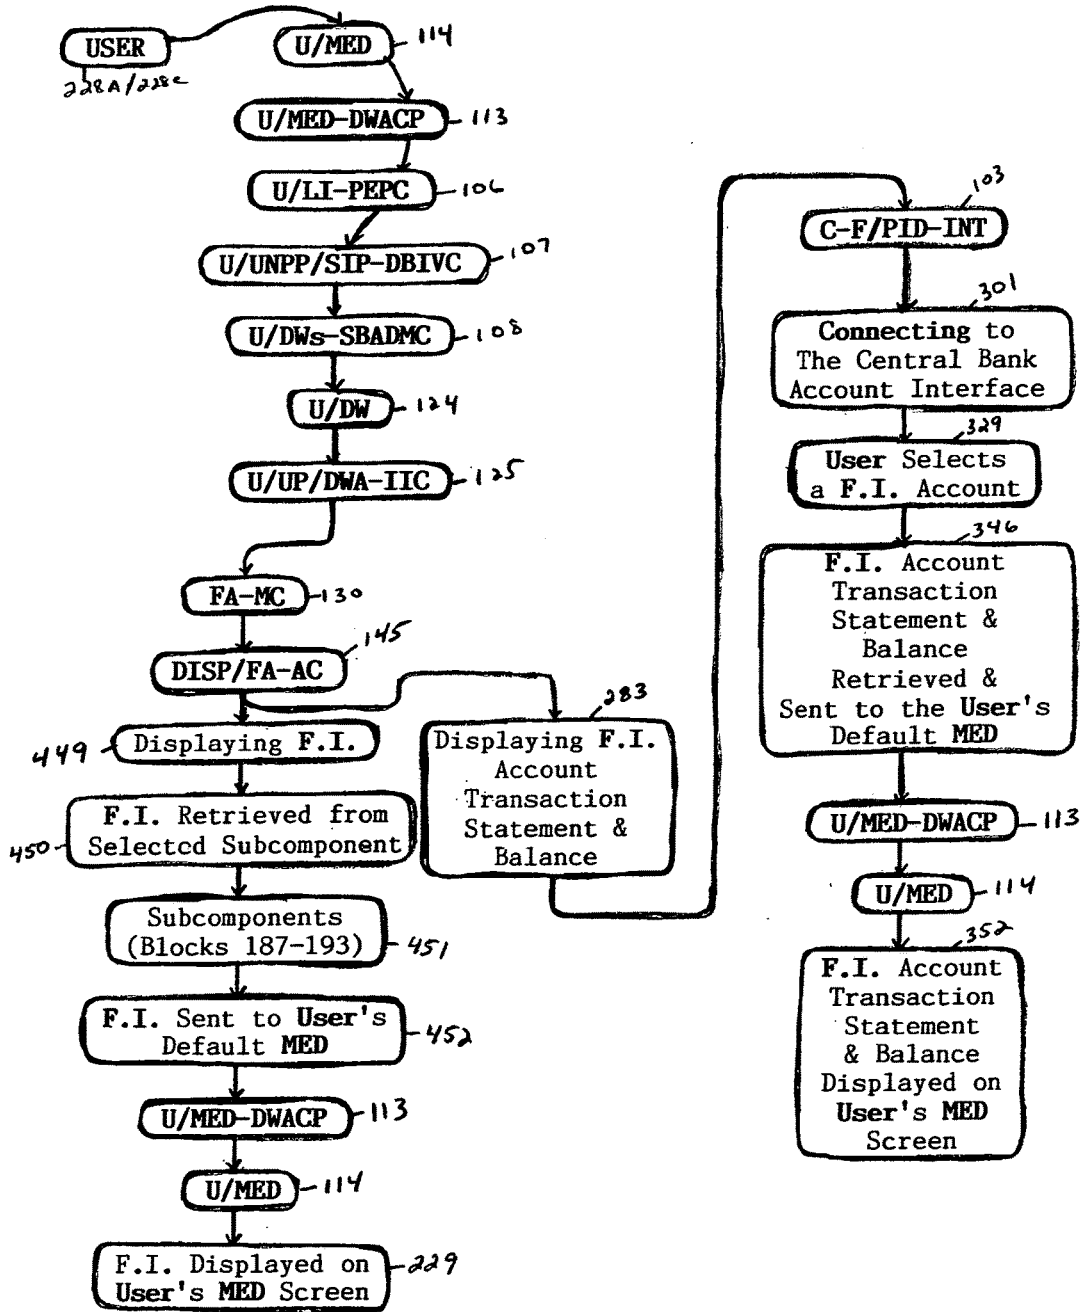 USER
228A/228C
U/MED
114
U/MED-DWACP
113
U/LI-PEPC
106
U/UNPP/SIP-DBIVC
107
U/DWs-SBADMC
108
U/DW
124
U/UP/DWA-IIC
125
FA-MC
130
DISP/FA-AC
145
Displaying F.I.
449
F.I. Retrieved from
Selected Subcomponent
450
Subcomponents
(Blocks 187-193)
451
F.I. Sent to User's
Default MED
452
U/MED-DWACP
113
U/MED
114
F.I. Displayed on
User's MED Screen
229
283
Displaying F.I.
Account
Transaction
Statement &
Balance
103
C-F/PID-INT
301
Connecting to
The Central Bank
Account Interface
329
User Selects
a F.I. Account
346
F.I. Account
Transaction
Statement &
Balance
Retrieved &
Sent to the User's
Default MED
U/MED-DWACP
113
U/MED
114
352
F.I. Account
Transaction
Statement
& Balance
Displayed on
User's MED
Screen